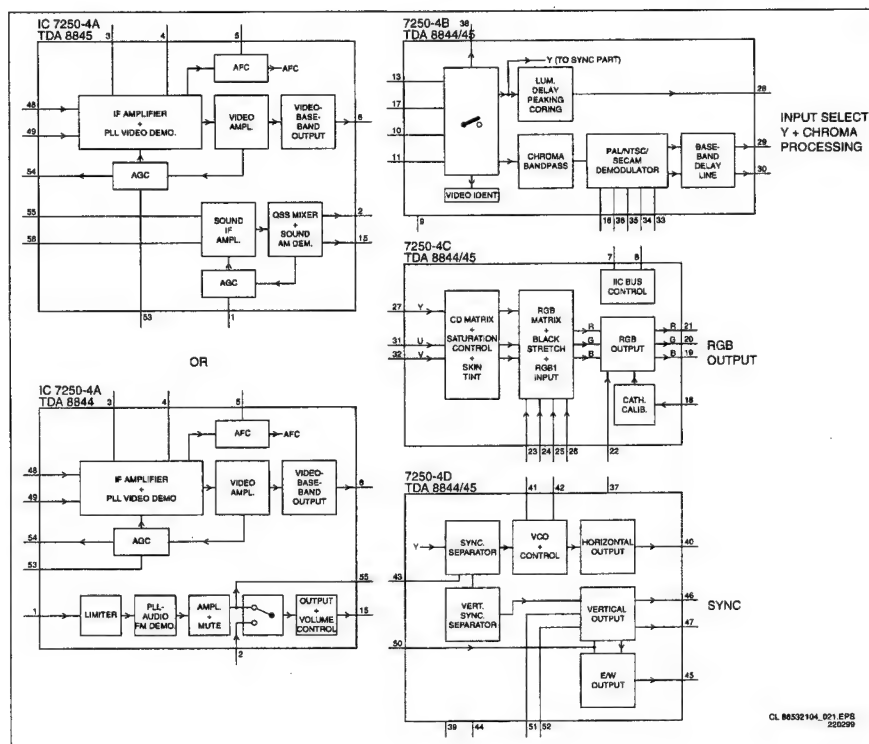 IC 7250-4A
TDA 8845
3
4
5
AFC
AFC
48
49
IF AMPLIFIER
+
PLL VIDEO DEMO.
VIDEO
AMPL.
VIDEO-
BASE-
BAND
OUTPUT
6
54
AGC
55
56
SOUND
IF
AMPL.
QSS MIXER
+
SOUND
AM DEM.
2
15
AGC
53
1
OR
IC 7250-4A
TDA 8844
3
4
5
AFC
AFC
48
49
IF AMPLIFIER
+
PLL VIDEO DEMO
VIDEO
AMPL.
VIDEO-
BASE-BAND
OUTPUT
6
54
AGC
53
55
1
LIMITER
PLL-
AUDIO
FM DEMO.
AMPL.
+
MUTE
OUTPUT
+
VOLUME
CONTROL
15
2
7250-4B
TDA 8844/45
38
Y (TO SYNC PART)
13
17
10
11
LUM.
DELAY
PEAKING
CORING
28
CHROMA
BANDPASS
PAL/NTSC/
SECAM
DEMODULATOR
BASE-
BAND
DELAY
LINE
29
30
VIDEO IDENT
9
16
36
35
34
33
INPUT SELECT
Y + CHROMA
PROCESSING
7250-4C
TDA 8844/45
7
8
IIC BUS
CONTROL
27
Y
31
U
32
V
CD MATRIX
+
SATURATION
CONTROL
+
SKIN
TINT
RGB
MATRIX
+
BLACK
STRETCH
+
RGB1
INPUT
R
G
B
RGB
OUTPUT
R
G
B
21
20
19
CATH.
CALIB.
18
23
24
25
26
22
RGB
OUTPUT
7250-4D
TDA 8844/45
41
42
37
Y
SYNC.
SEPARATOR
VCO
+
CONTROL
HORIZONTAL
OUTPUT
40
43
VERT.
SYNC.
SEPARATOR
VERTICAL
OUTPUT
46
47
50
E/W
OUTPUT
45
39
44
51
52
SYNC
CL 86532104_021.EPS
220299